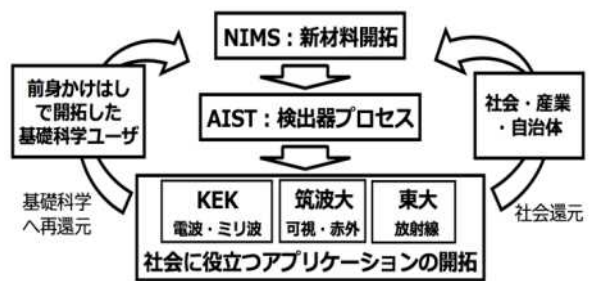 NIMS：新材料開拓
前身かけはし
で開拓した
基礎科学ユーザ
AIST：検出器プロセス
社会・産業
・自治体
基礎科学
へ再還元
KEK
電波・ミリ波
筑波大
可視・赤外
東大
放射線
社会還元
社会に役立つアプリケーションの開拓